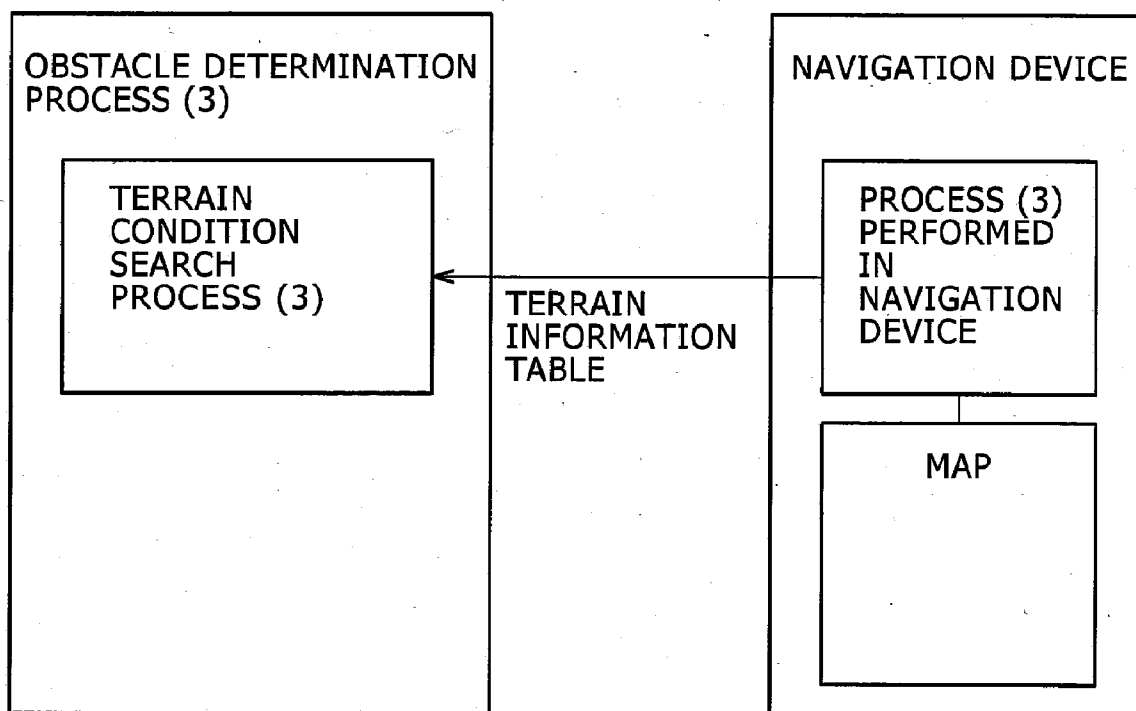 OBSTACLE DETERMINATION
PROCESS (3)
TERRAIN
CONDITION
SEARCH
PROCESS (3)
TERRAIN
INFORMATION
TABLE
NAVIGATION DEVICE
PROCESS (3)
PERFORMED
IN
NAVIGATION
DEVICE
MAP